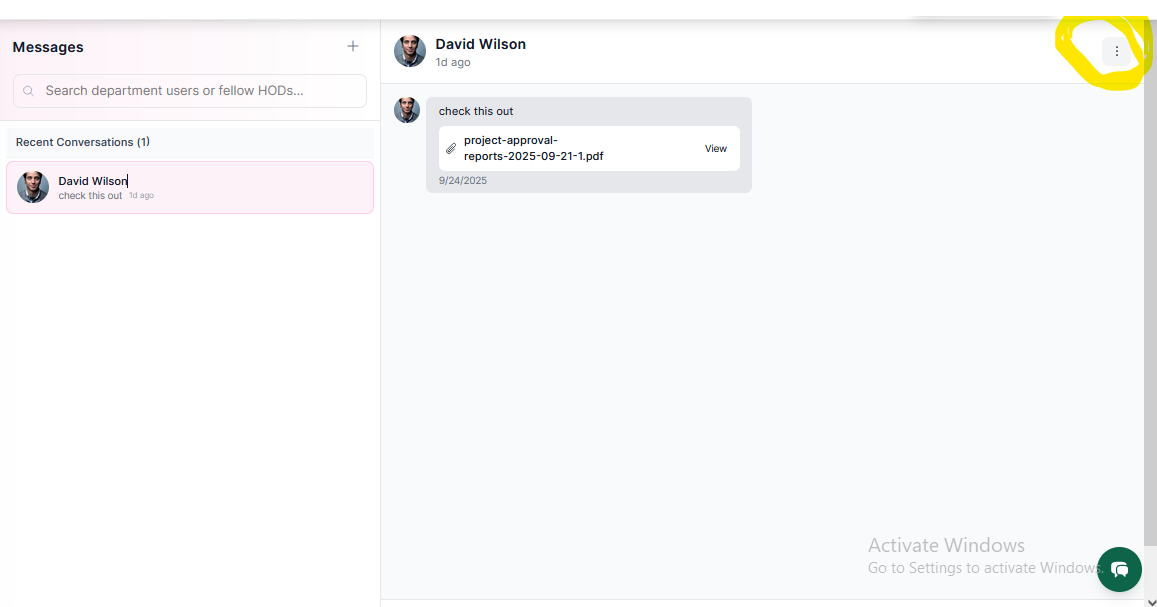 Messages
Search department users or fellow HODs...
Recent Conversations (1)
David Wilson
check this out 1d ago
David Wilson
1d ago
check this out
project-approval-
reports-2025-09-21-1.pdf
View
9/24/2025
Activate Windows
Go to Settings to activate Windows.